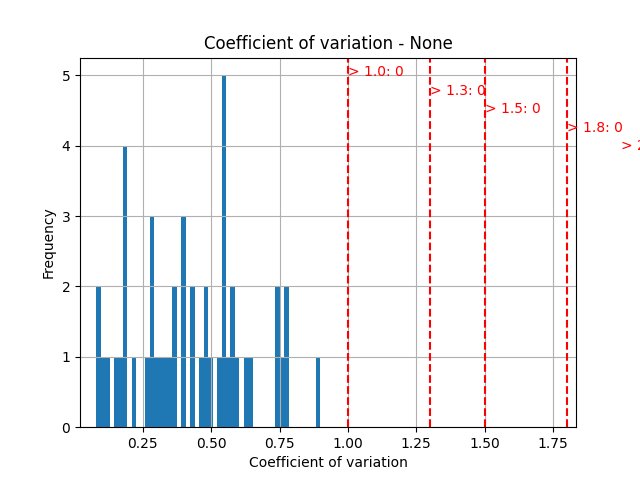 Coefficient of variation - None
> 1.0: 0
> 1.3: 0
> 1.5: 0
> 1.8: 0
> 2
5
4
3
2
1
0
Frequency
0.25 0.50 0.75 1.00 1.25 1.50 1.75
Coefficient of variation